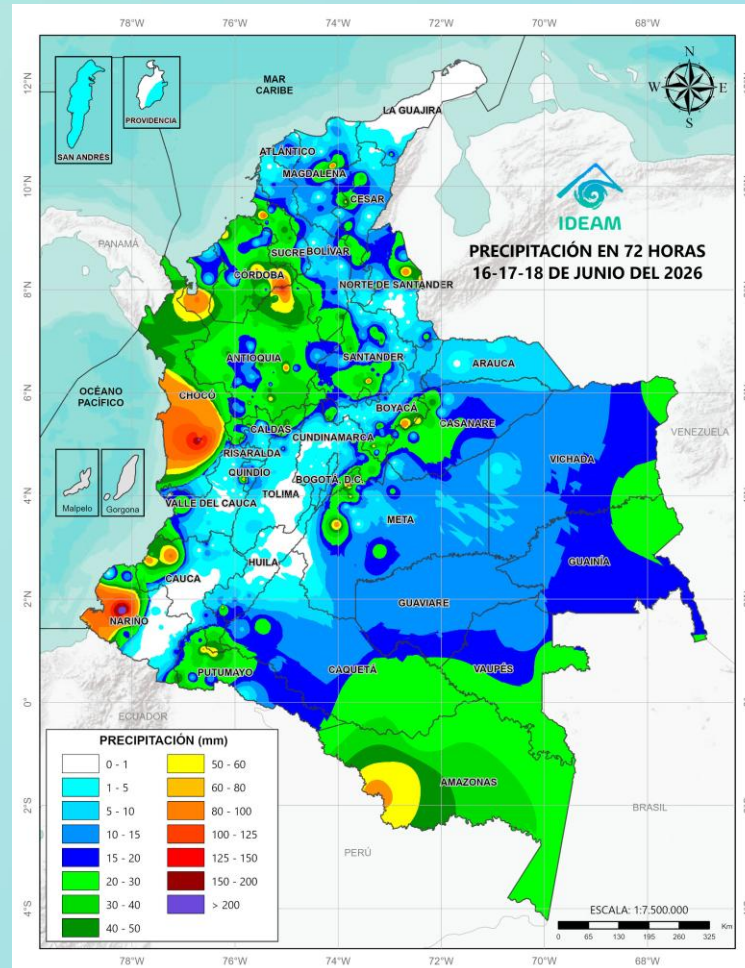 78°W 76°W 74°W 72°W 70°W 68°W
12°N
10°N
8°N
6°N
4°N
2°N
0°
2°S
4°S
SAN ANDRÉS
PROVIDENCIA
MAR
CARIBE
N
W E
S
LA GUAJIRA
ATLÁNTICO
MAGDALENA
CESAR
IDEAM
PRECIPITACIÓN EN 72 HORAS
16-17-18 DE JUNIO DEL 2026
PANAMÁ
SUCRE
BOLÍVAR
CÓRDOBA
NORTE DE SANTANDER
ANTIOQUIA
SANTANDER
ARAUCA
OCÉANO
PACÍFICO
CHOCÓ
BOYACÁ
CASANARE
CALDAS
CUNDINAMARCA
VENEZUELA
RISARALDA
VICHADA
QUINDÍO
BOGOTÁ, D.C.
TOLIMA
Malpelo
Gorgona
VALLE DEL CAUCA
META
HUILA
GUAINÍA
CAUCA
GUAVIARE
NARIÑO
PUTUMAYO
CAQUETÁ
VAUPÉS
ECUADOR
AMAZONAS
BRASIL
PERÚ
PRECIPITACIÓN (mm)
0 - 1
1 - 5
5 - 10
10 - 15
15 - 20
20 - 30
30 - 40
40 - 50
50 - 60
60 - 80
80 - 100
100 - 125
125 - 150
150 - 200
> 200
ESCALA: 1:7.500.000
0 65 130 195 260 325 Km
78°W 76°W 74°W 72°W 70°W 68°W